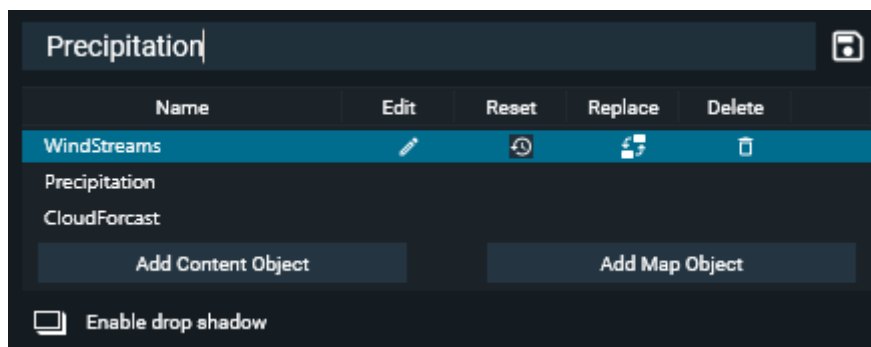 Precipitation
Name Edit Reset Replace Delete
WindStreams
Precipitation
CloudForcast
Add Content Object Add Map Object
Enable drop shadow